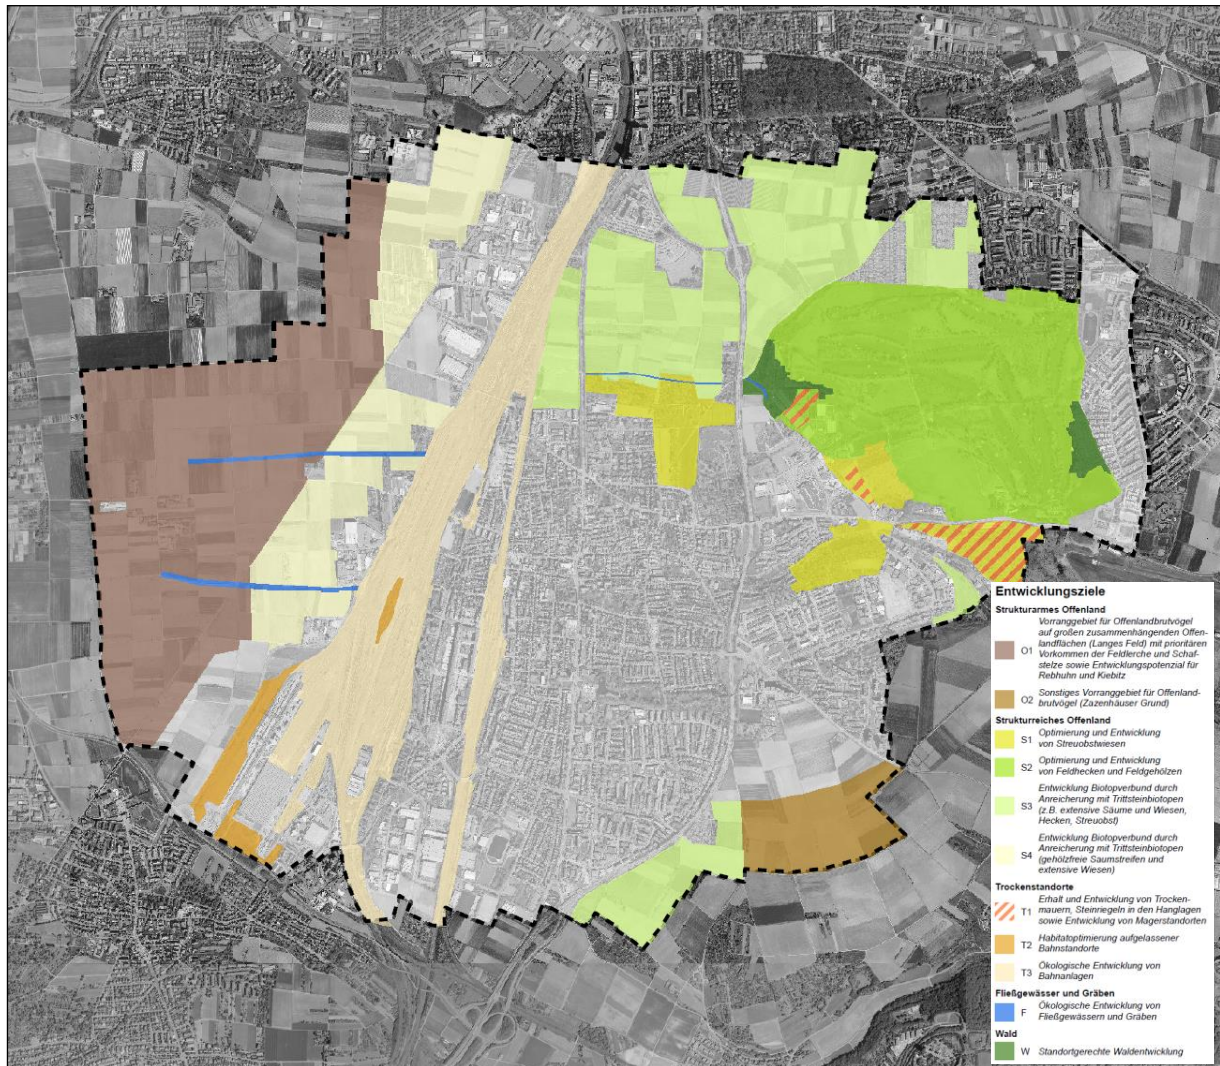 Entwicklungsziele
Strukturarmes Offenland
O1
Vorranggebiet für Offenlandbrutvögel
auf großen zusammenhängenden Offen-
landflächen (Langes Feld) mit prioritären
Vorkommen der Feldlerche und Schaf-
stelze sowie Entwicklungspotenzial für
Rebhuhn und Kiebitz
O2
Sonstiges Vorranggebiet für Offenland-
brutvögel (Zazenhäuser Grund)
Strukturreiches Offenland
S1
Optimierung und Entwicklung
von Streuobstwiesen
S2
Optimierung und Entwicklung
von Feldhecken und Feldgehölzen
S3
Entwicklung Biotopverbund durch
Anreicherung mit Trittsteinbiotopen
(z.B. extensive Säume und Wiesen,
Hecken, Streuobst)
S4
Entwicklung Biotopverbund durch
Anreicherung mit Trittsteinbiotopen
(gehölzfreie Saumstreifen und
extensive Wiesen)
Trockenstandorte
T1
Erhalt und Entwicklung von Trocken-
mauern, Steinriegeln in den Hanglagen
sowie Entwicklung von Magerstandorten
T2
Habitatoptimierung aufgelassener
Bahnstandorte
T3
Ökologische Entwicklung von
Bahnanlagen
Fließgewässer und Gräben
F
Ökologische Entwicklung von
Fließgewässern und Gräben
Wald
W Standortgerechte Waldentwicklung